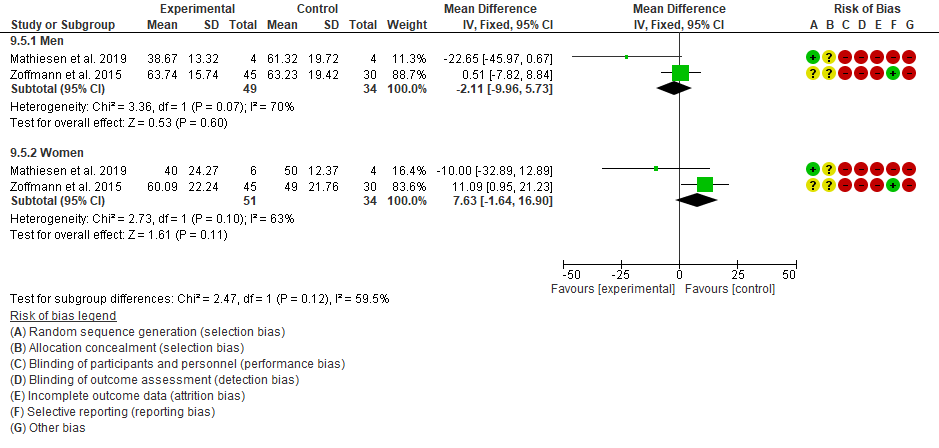 Experimental Control Mean Difference Mean Difference Risk of Bias
Study or Subgroup Mean SD Total Mean SD Total Weight IV, Fixed, 95% CI IV, Fixed, 95% CI A B C D E F G
9.5.1 Men
Mathiesen et al. 2019 38.67 13.32 4 61.32 19.72 4 11.3% -22.65 [-45.97, 0.67] + ? - - - - -
Zoffmann et al. 2015 63.74 15.74 45 63.23 19.42 30 88.7% 0.51 [-7.82, 8.84] ? ? - - - + -
Subtotal (95% CI) 49 34 100.0% -2.11 [-9.96, 5.73]
Heterogeneity: Chi² = 3.36, df = 1 (P = 0.07); I² = 70%
Test for overall effect: Z = 0.53 (P = 0.60)
9.5.2 Women
Mathiesen et al. 2019 40 24.27 6 50 12.37 4 16.4% -10.00 [-32.89, 12.89] + ? - - - - -
Zoffmann et al. 2015 60.09 22.24 45 49 21.76 30 83.6% 11.09 [0.95, 21.23] ? ? - - - + -
Subtotal (95% CI) 51 34 100.0% 7.63 [-1.64, 16.90]
Heterogeneity: Chi² = 2.73, df = 1 (P = 0.10); I² = 63%
Test for overall effect: Z = 1.61 (P = 0.11)
-50 -25 0 25 50
Favours [experimental] Favours [control]
Test for subgroup differences: Chi² = 2.47, df = 1 (P = 0.12), I² = 59.5%
Risk of bias legend
(A) Random sequence generation (selection bias)
(B) Allocation concealment (selection bias)
(C) Blinding of participants and personnel (performance bias)
(D) Blinding of outcome assessment (detection bias)
(E) Incomplete outcome data (attrition bias)
(F) Selective reporting (reporting bias)
(G) Other bias